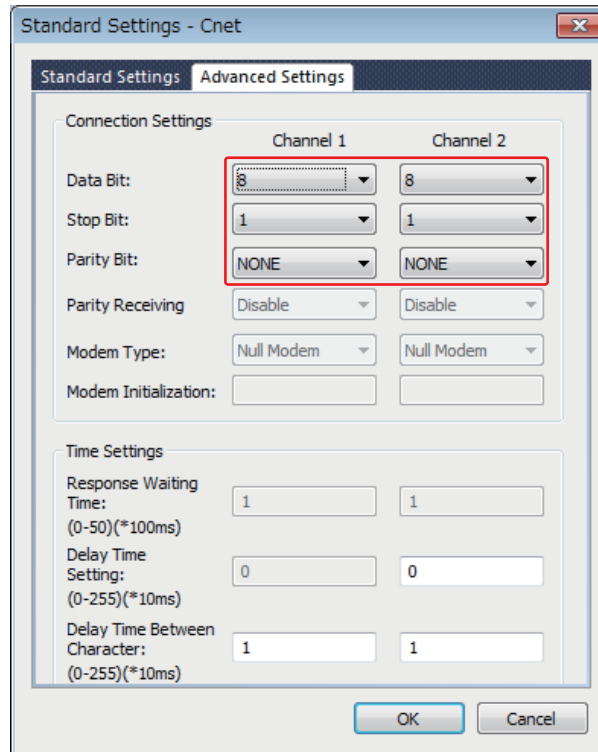 Standard Settings - Cnet
Standard Settings Advanced Settings
Connection Settings
Channel 1 Channel 2
Data Bit: 8 8
Stop Bit: 1 1
Parity Bit: NONE NONE
Parity Receiving Disable Disable
Modem Type: Null Modem Null Modem
Modem Initialization:
Time Settings
Response Waiting
Time: 1 1
(0-50)(*100ms)
Delay Time
Setting: 0 0
(0-255)(*10ms)
Delay Time Between
Character: 1 1
(0-255)(*10ms)
OK Cancel